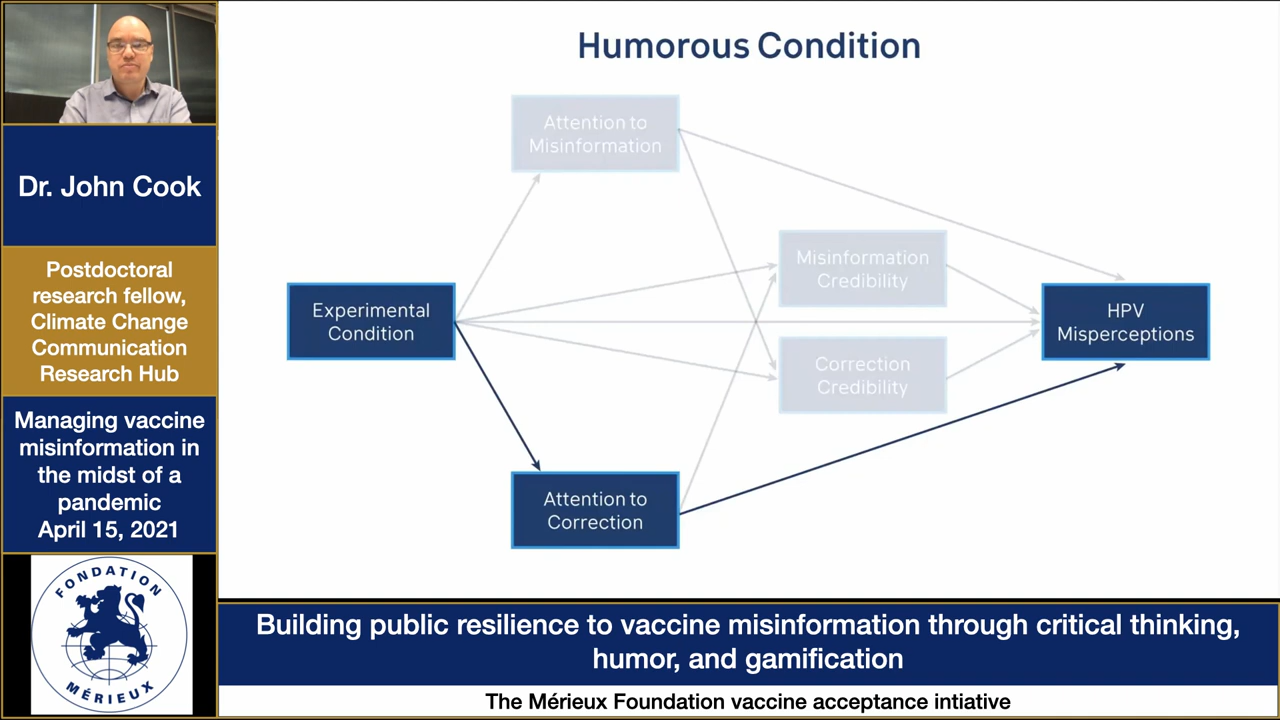 Humorous Condition
Attention to
Misinformation
Misinformation
Credibility
Experimental
Condition
HPV
Misperceptions
Correction
Credibility
Attention to
Correction
Dr. John Cook
Postdoctoral
research fellow,
Climate Change
Communication
Research Hub
Managing vaccine
misinformation in
the midst of a
pandemic
April 15, 2021
FONDATION
MÉRIEUX
Building public resilience to vaccine misinformation through critical thinking,
humor, and gamification
The Mérieux Foundation vaccine acceptance intiative